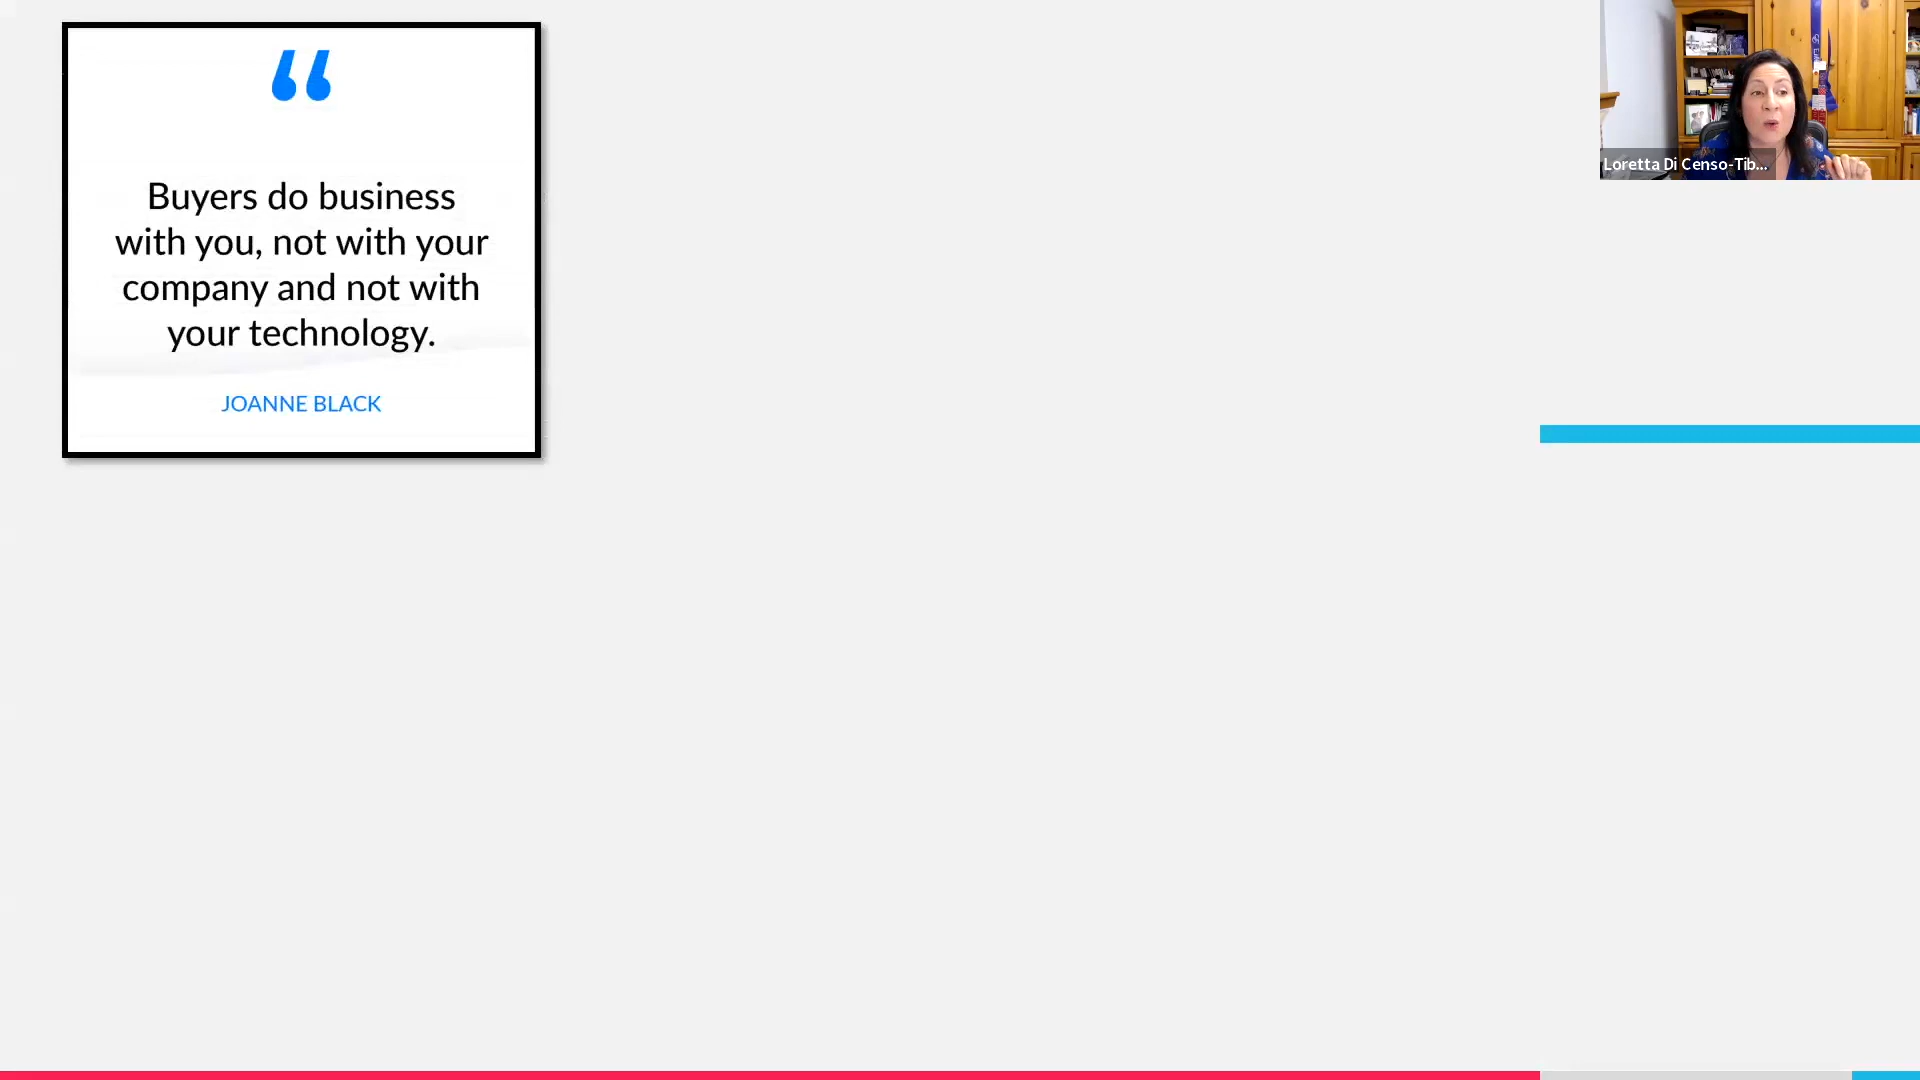 “
Buyers do business
with you, not with your
company and not with
your technology.
JOANNE BLACK
Loretta Di Censo-Tib...